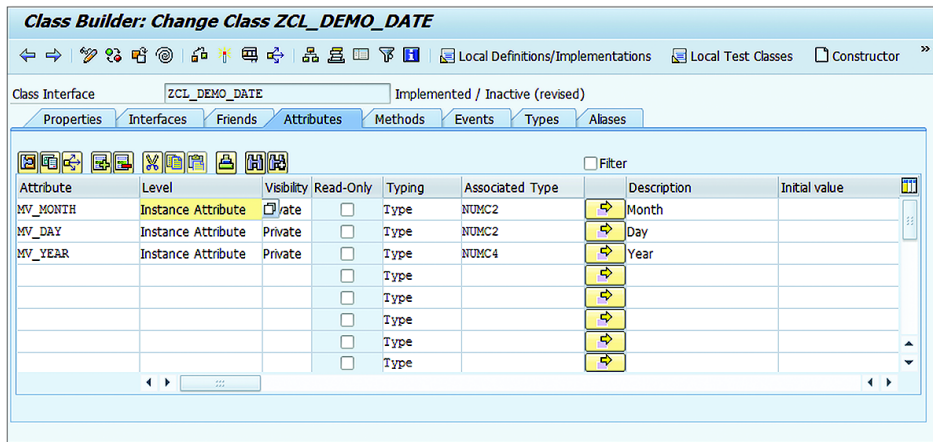 Class Builder: Change Class ZCL_DEMO_DATE
Local Definitions/Implementations Local Test Classes Constructor »
Class Interface ZCL_DEMO_DATE Implemented / Inactive (revised)
Properties Interfaces Friends Attributes Methods Events Types Aliases
Filter
Attribute Level Visibility Read-Only Typing Associated Type Description Initial value
MV_MONTH Instance Attribute vate Type NUMC2 Month
MV_DAY Instance Attribute Private Type NUMC2 Day
MV_YEAR Instance Attribute Private Type NUMC4 Year
Type
Type
Type
Type
Type